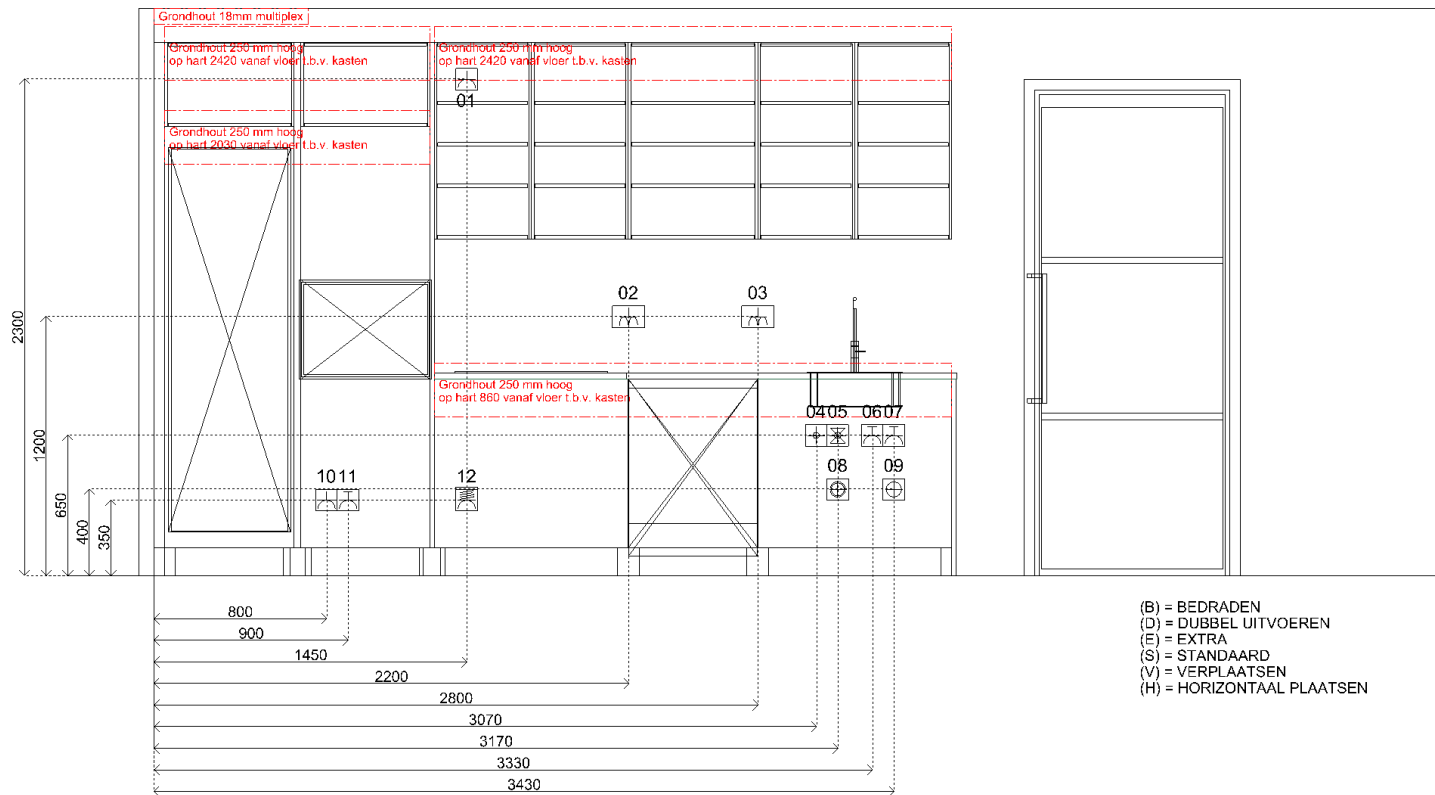 Grondhout 18mm multiplex
Grondhout 250 mm hoog
op hart 2420 vanaf vloer t.b.v. kasten
Grondhout 250 mm hoog
op hart 2420 vanaf vloer t.b.v. kasten
01
Grondhout 250 mm hoog
op hart 2030 vanaf vloer t.b.v. kasten
02
03
2300
1200
Grondhout 250 mm hoog
op hart 860 vanaf vloer t.b.v. kasten
04
05
06
07
650
400
350
10
11
12
08
09
800
900
1450
2200
2800
3070
3170
3330
3430
(B) = BEDRADEN
(D) = DUBBEL UITVOEREN
(E) = EXTRA
(S) = STANDAARD
(V) = VERPLAATSEN
(H) = HORIZONTAAL PLAATSEN